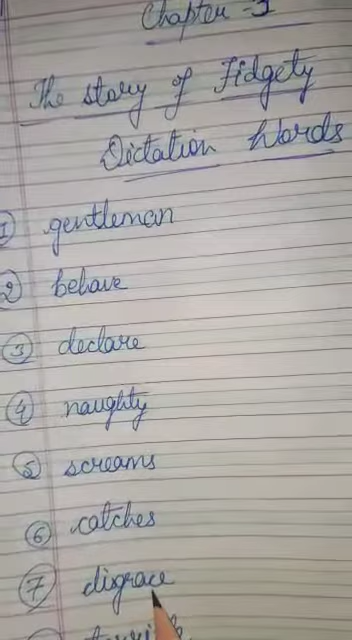 Chapter - 3
The story of Fidgety
Dictation Words
① gentleman
② behave
③ declare
④ naughty
⑤ screams
⑥ catches
⑦ disgrace